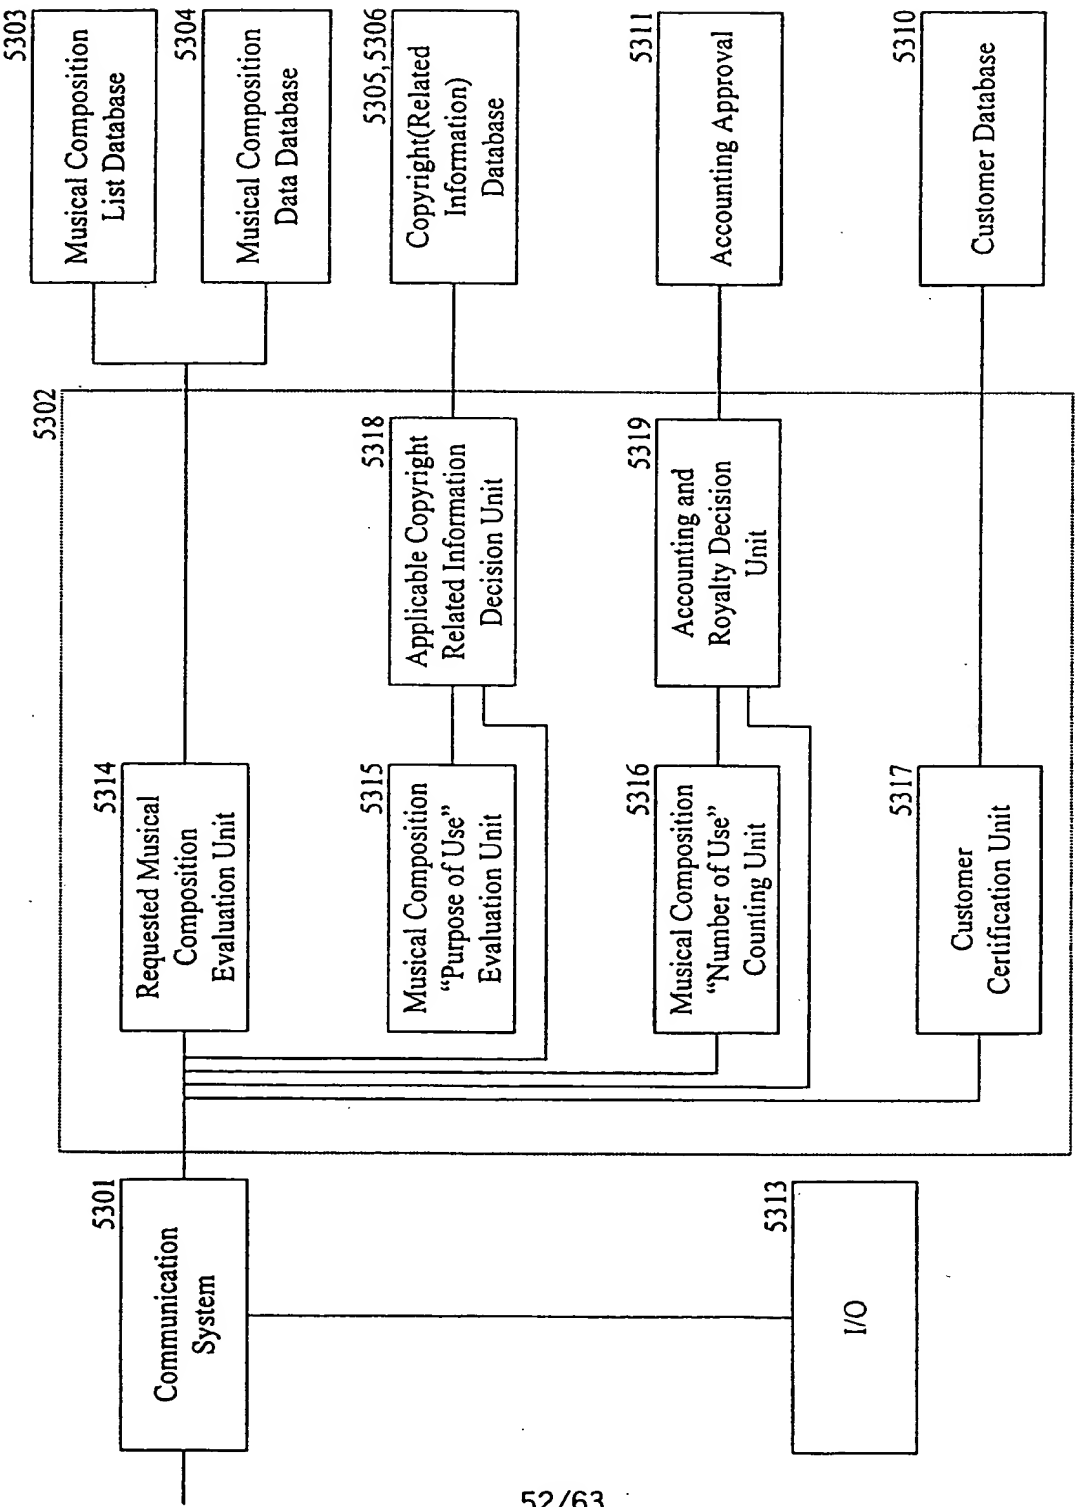 5301
Communication
System
5313
I/O
5302
5314
Requested Musical
Composition
Evaluation Unit
5315
Musical Composition
“Purpose of Use”
Evaluation Unit
5316
Musical Composition
“Number of Use”
Counting Unit
5317
Customer
Certification Unit
5318
Applicable Copyright
Related Information
Decision Unit
5319
Accounting and
Royalty Decision
Unit
5303
Musical Composition
List Database
5304
Musical Composition
Data Database
5305,5306
Copyright(Related
Information)
Database
5311
Accounting Approval
5310
Customer Database
52/63